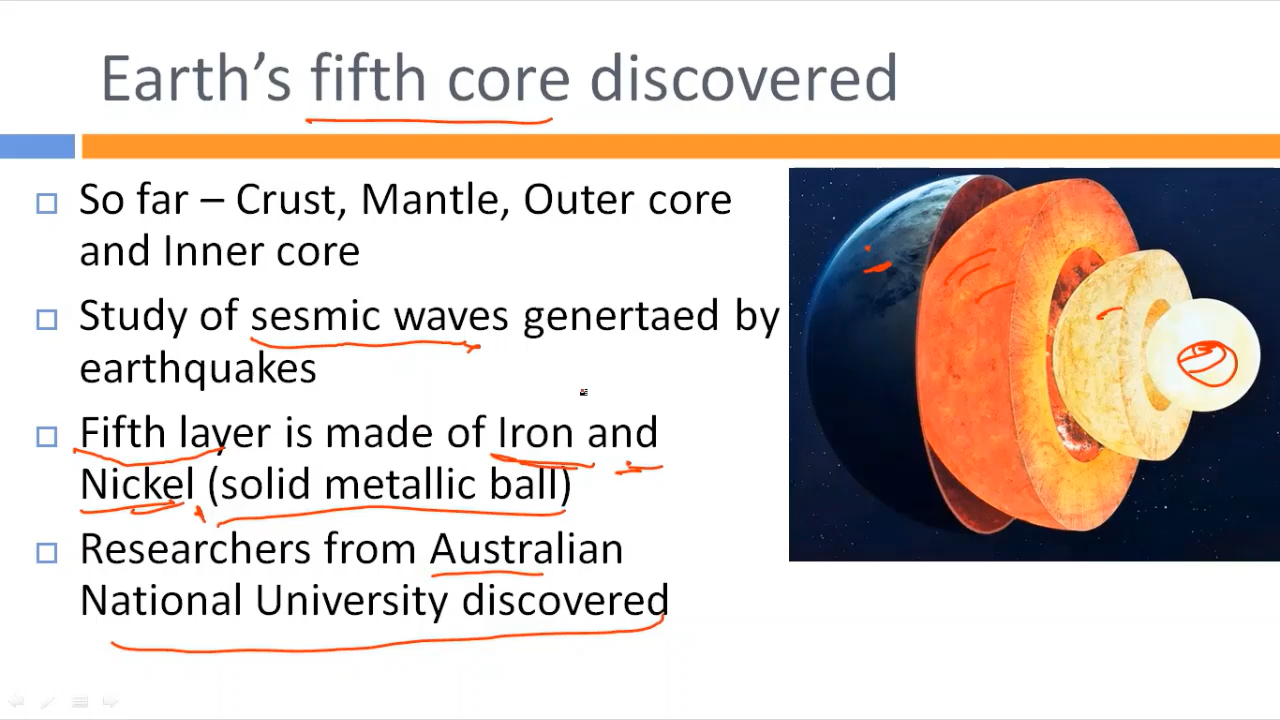 Earth's fifth core discovered
So far – Crust, Mantle, Outer core
and Inner core
Study of sesmic waves genertaed by
earthquakes
Fifth layer is made of Iron and
Nickel (solid metallic ball)
Researchers from Australian
National University discovered